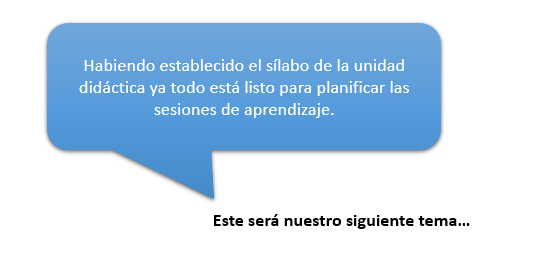 Habiendo establecido el sílabo de la unidad
didáctica ya todo está listo para planificar las
sesiones de aprendizaje.
Este será nuestro siguiente tema...